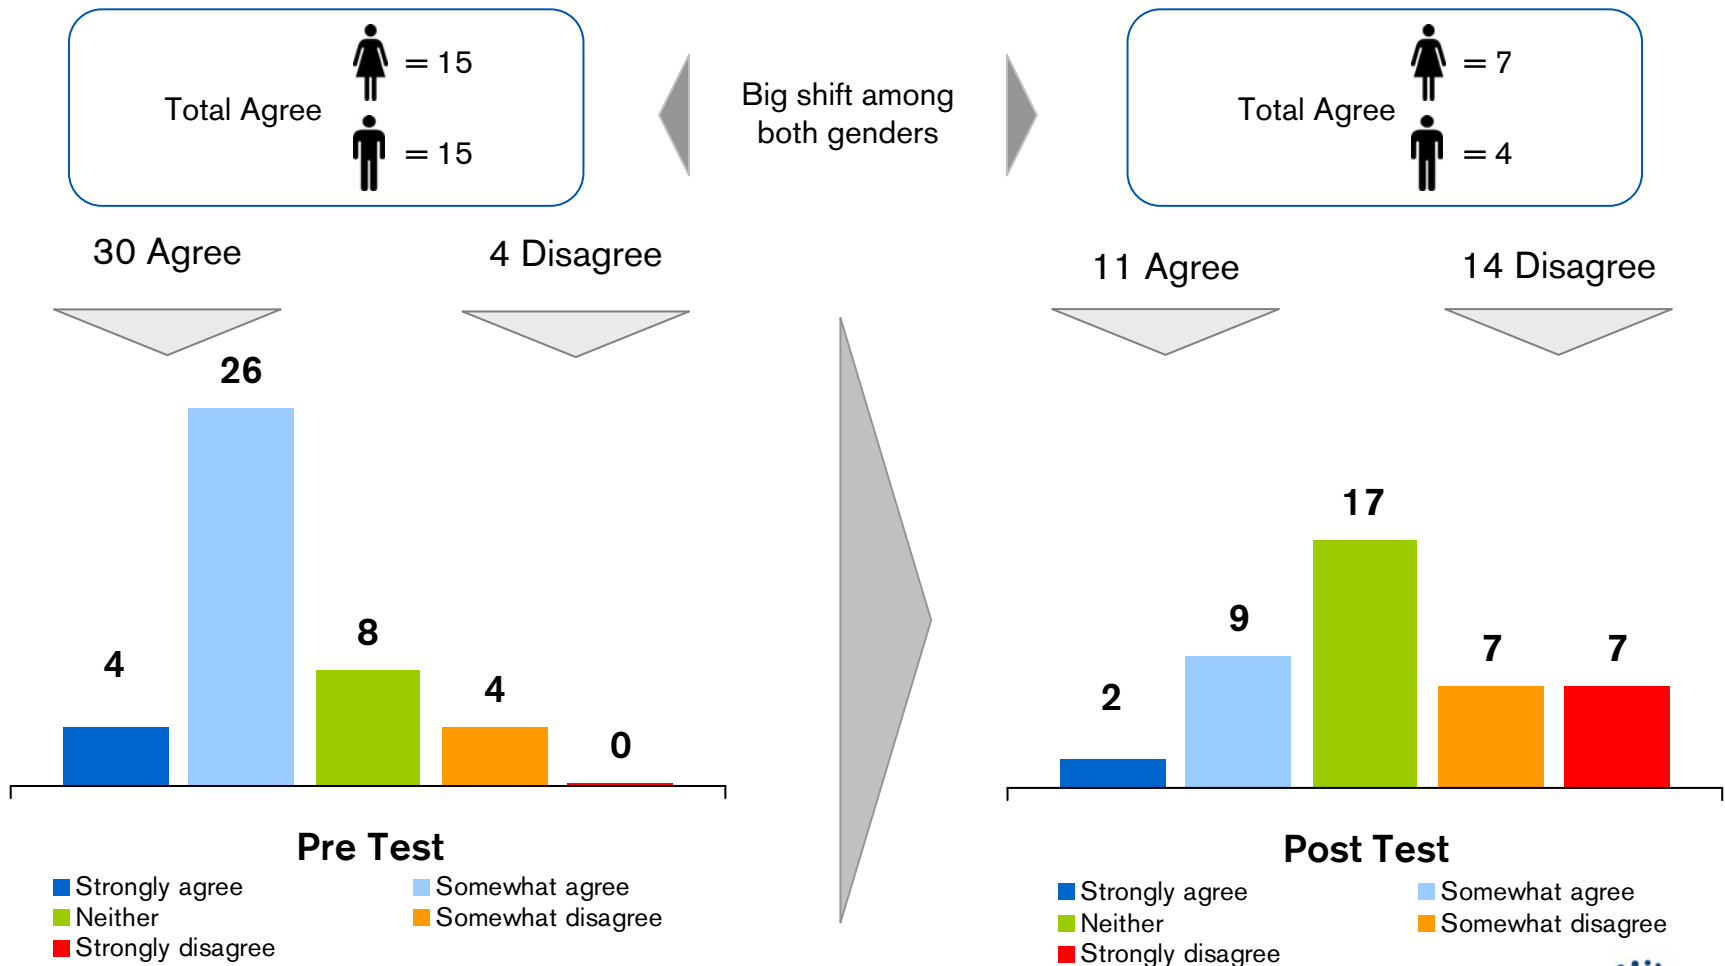 Total Agree
= 15
= 15
Big shift among
both genders
Total Agree
= 7
= 4
30 Agree
4 Disagree
11 Agree
14 Disagree
26
4
8
4
0
17
9
2
7
7
Pre Test
Strongly agree
Somewhat agree
Neither
Somewhat disagree
Strongly disagree
Post Test
Strongly agree
Somewhat agree
Neither
Somewhat disagree
Strongly disagree